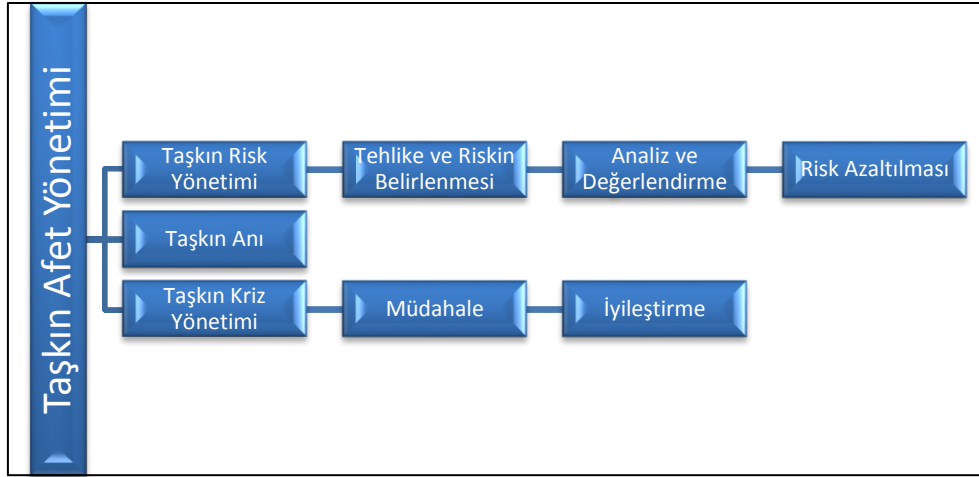 Taşkın Afet Yönetimi
Taşkın Risk
Yönetimi
Tehlike ve Riskin
Belirlenmesi
Analiz ve
Değerlendirme
Risk Azaltılması
Taşkın Anı
Taşkın Kriz
Yönetimi
Müdahale
İyileştirme